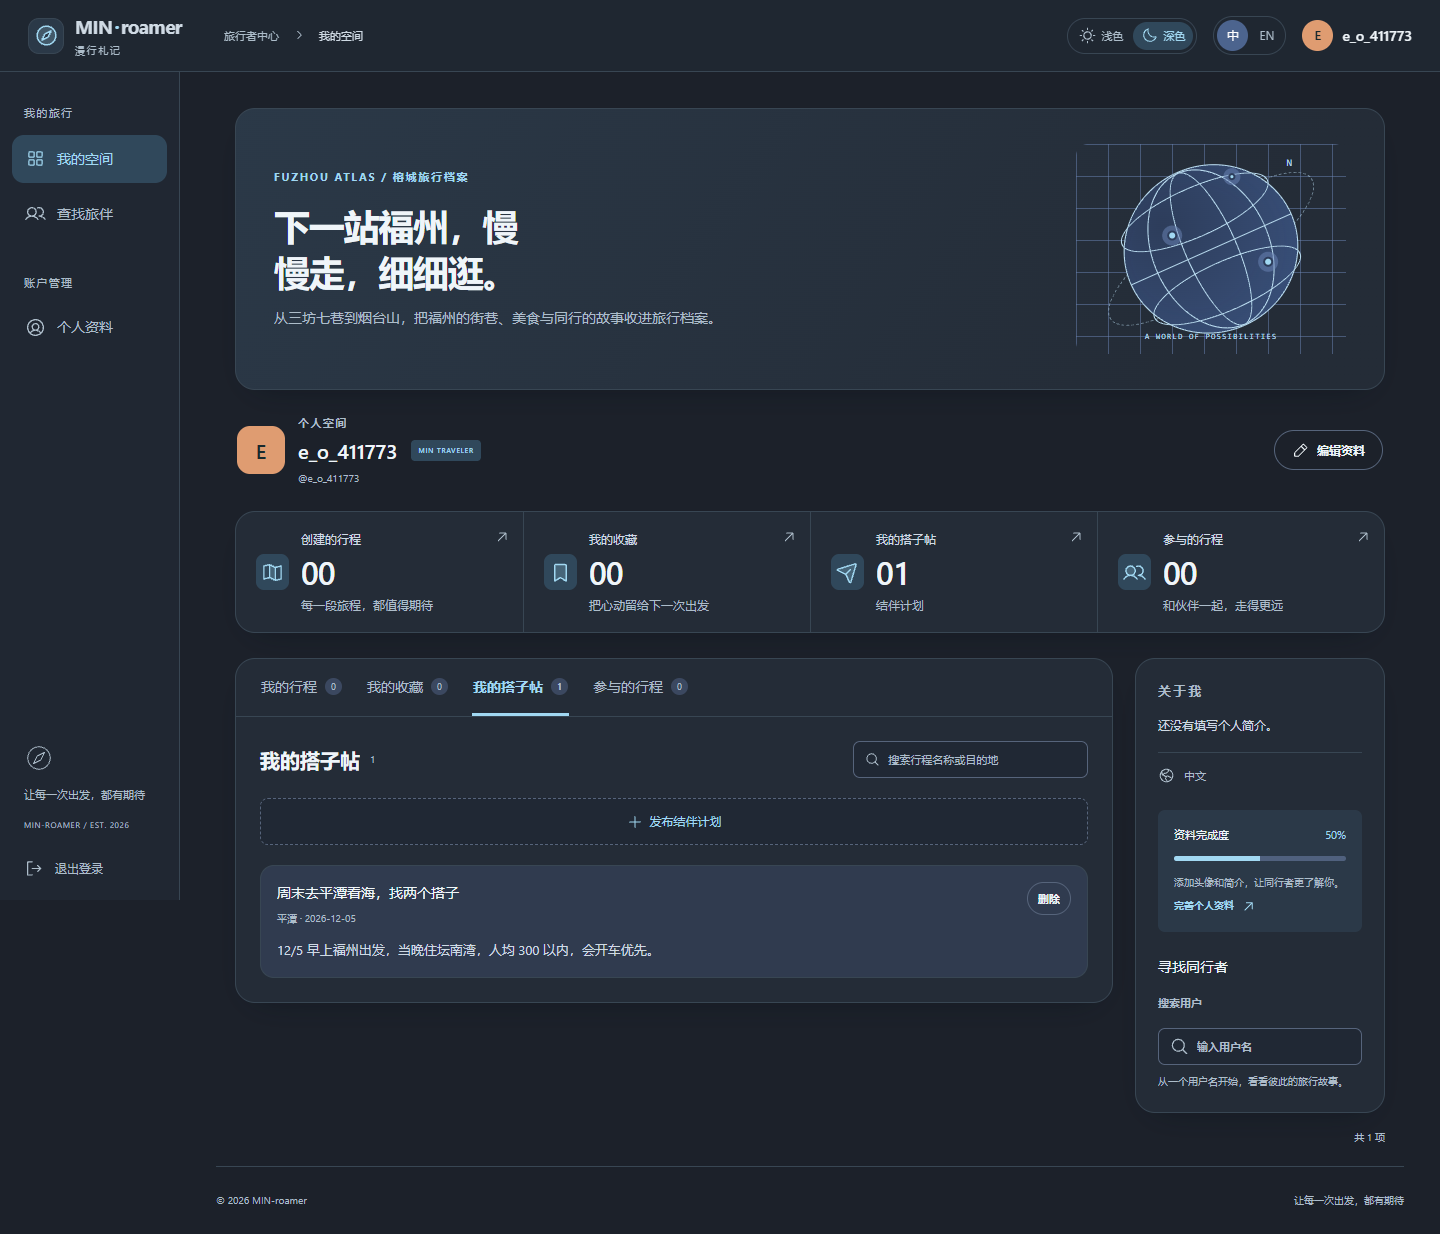 MIN·roamer
漫行札记
旅行者中心
我的空间
浅色
深色
中
EN
E
e_o_411773
我的旅行
我的空间
查找旅伴
账户管理
个人资料
让每一次出发，都有期待
MIN-ROAMER / EST. 2026
退出登录
FUZHOU ATLAS / 榕城旅行档案
下一站福州，慢
慢走，细细逛。
从三坊七巷到烟台山，把福州的街巷、美食与同行的故事收进旅行档案。
N
A WORLD OF POSSIBILITIES
E
个人空间
e_o_411773
MIN TRAVELER
@e_o_411773
编辑资料
创建的行程
00
每一段旅程，都值得期待
我的收藏
00
把心动留给下一次出发
我的搭子帖
01
结伴计划
参与的行程
00
和伙伴一起，走得更远
我的行程 0
我的收藏 0
我的搭子帖 1
参与的行程 0
我的搭子帖 1
搜索行程名称或目的地
发布结伴计划
周末去平潭看海，找两个搭子
平潭 · 2026-12-05
12/5 早上福州出发，当晚住坛南湾，人均 300 以内，会开车优先。
删除
关于我
还没有填写个人简介。
中文
资料完成度
50%
添加头像和简介，让同行者更了解你。
完善个人资料
寻找同行者
搜索用户
输入用户名
从一个用户名开始，看看彼此的旅行故事。
共 1 项
© 2026 MIN-roamer
让每一次出发，都有期待